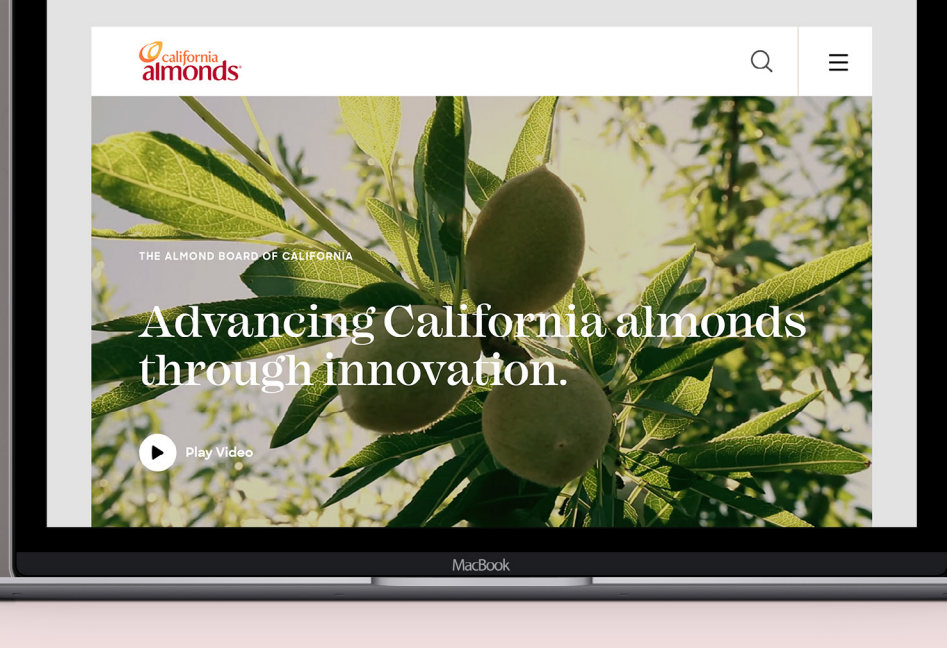 california
almonds®
THE ALMOND BOARD OF CALIFORNIA
Advancing California almonds
through innovation.
Play Video
MacBook